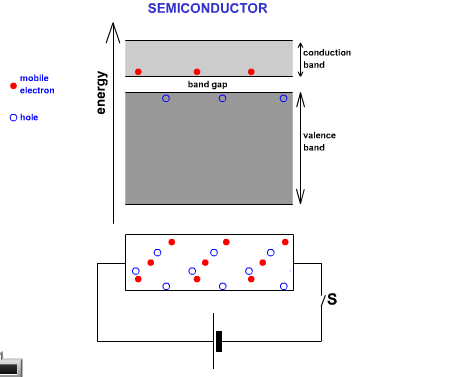 SEMICONDUCTOR
conduction
band
mobile
electron
energy
band gap
hole
valence
band
S